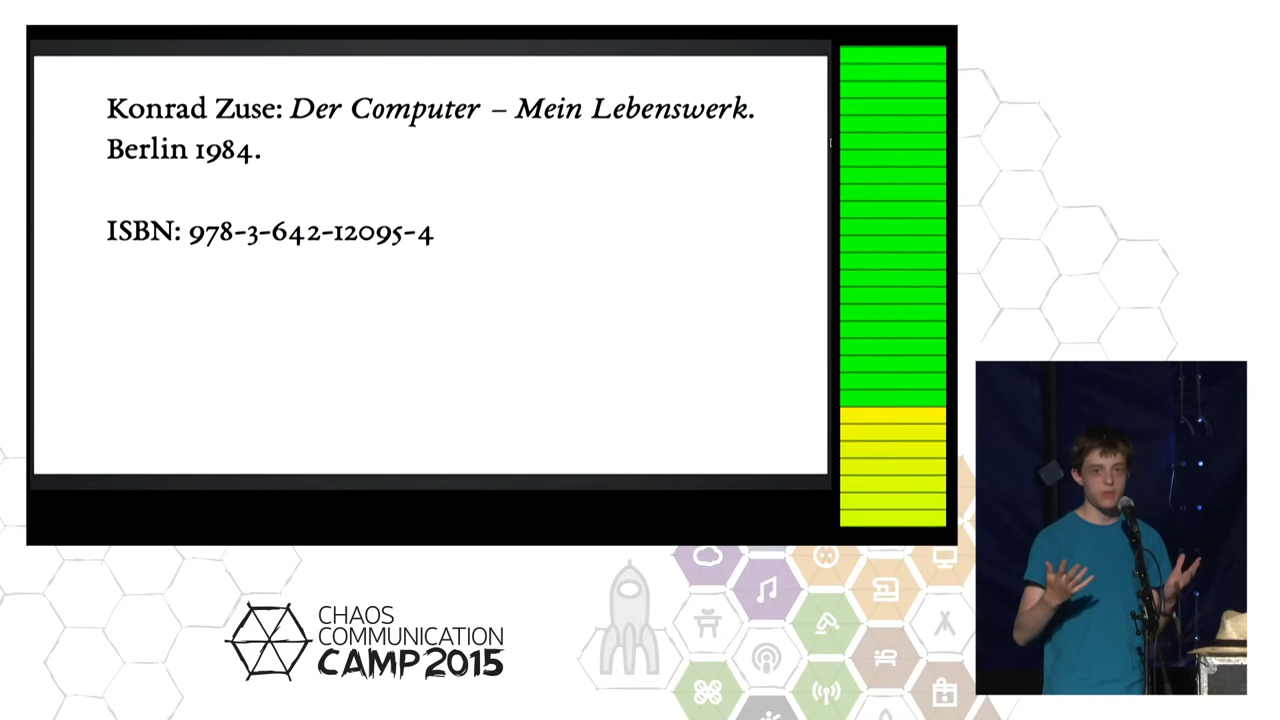 Konrad Zuse: Der Computer – Mein Lebenswerk.
Berlin 1984.
ISBN: 978-3-642-12095-4
CHAOS
COMMUNICATION
CAMP 2015